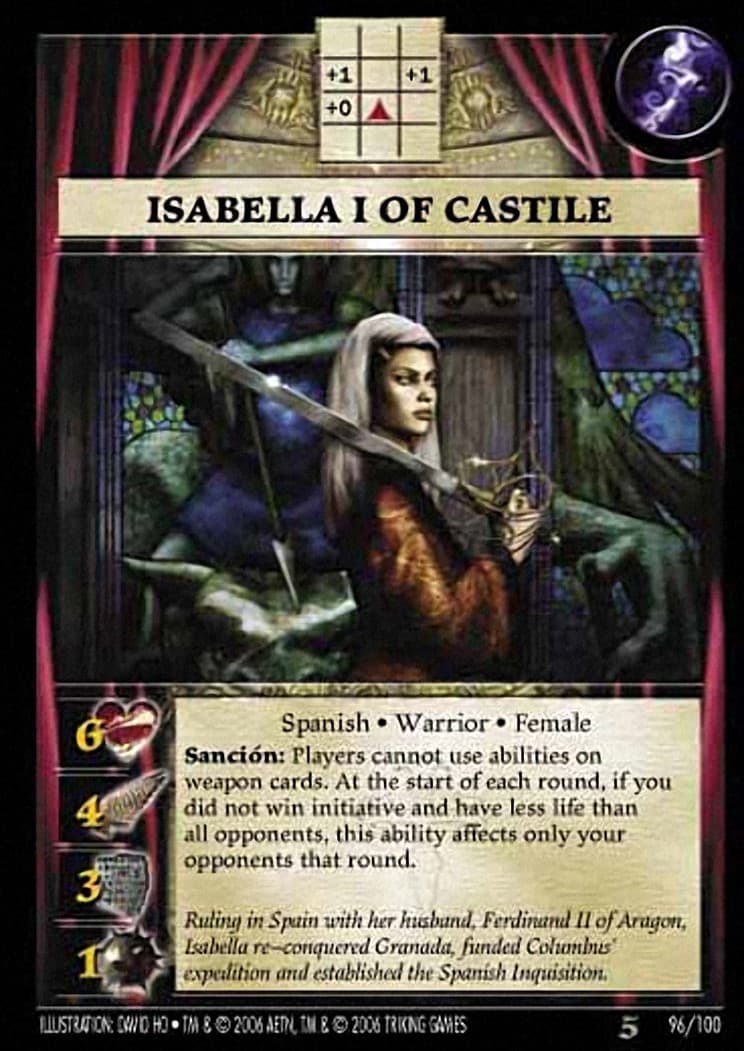 +1 +1
+0
ISABELLA I OF CASTILE
6
4
3
1
Spanish • Warrior • Female
Sanción: Players cannot use abilities on
weapon cards. At the start of each round, if you
did not win initiative and have less life than
all opponents, this ability affects only your
opponents that round.
Ruling in Spain with her husband, Ferdinand II of Aragon,
Isabella re-conquered Granada, funded Columbus'
expedition and established the Spanish Inquisition.
ILLUSTRATION: DAVID HO • TM & © 2006 AETN, TM & © 2006 TRIKING GAMES 5 96/100